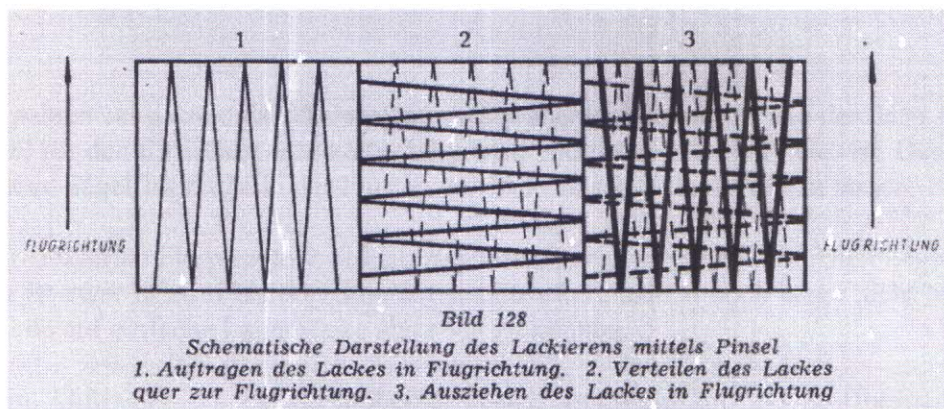 1 2 3
FLUGRICHTUNG FLUGRICHTUNG
Bild 128
Schematische Darstellung des Lackierens mittels Pinsel
1. Auftragen des Lackes in Flugrichtung. 2. Verteilen des Lackes
quer zur Flugrichtung. 3. Ausziehen des Lackes in Flugrichtung